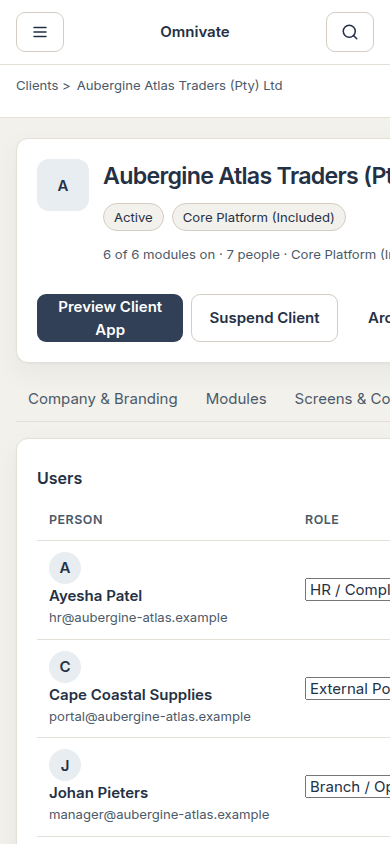 Omnivate
Clients > Aubergine Atlas Traders (Pty) Ltd
A
Aubergine Atlas Traders (Pt
Active
Core Platform (Included)
6 of 6 modules on · 7 people · Core Platform (I
Preview Client
App
Suspend Client
Arc
Company & Branding
Modules
Screens & Co
Users
PERSON
ROLE
A
Ayesha Patel
hr@aubergine-atlas.example
HR / Compl
C
Cape Coastal Supplies
portal@aubergine-atlas.example
External Po
J
Johan Pieters
manager@aubergine-atlas.example
Branch / Op